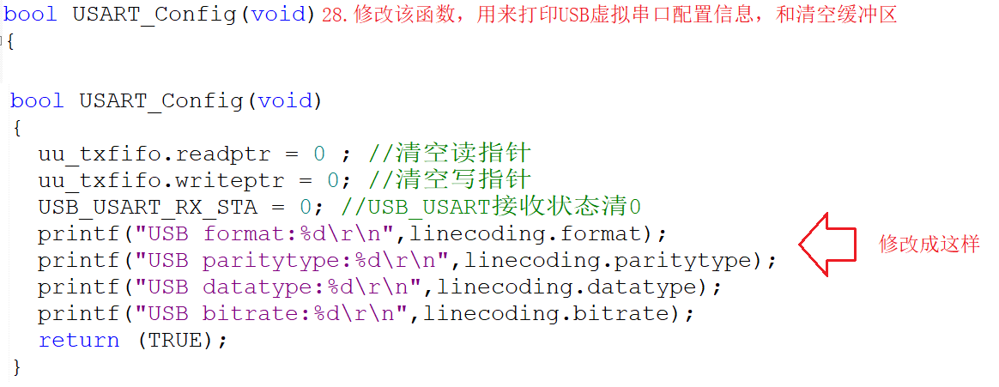 bool USART_Config(void) 28.修改该函数，用来打印USB虚拟串口配置信息，和清空缓冲区
{
bool USART_Config(void)
{
uu_txfifo.readptr = 0 ; //清空读指针
uu_txfifo.writeptr = 0; //清空写指针
USB_USART_RX_STA = 0; //USB_USART接收状态清0
printf("USB format:%d\r\n",linecoding.format);
printf("USB paritytype:%d\r\n",linecoding.paritytype);
printf("USB datatype:%d\r\n",linecoding.datatype);
printf("USB bitrate:%d\r\n",linecoding.bitrate);
return (TRUE);
}
修改成这样